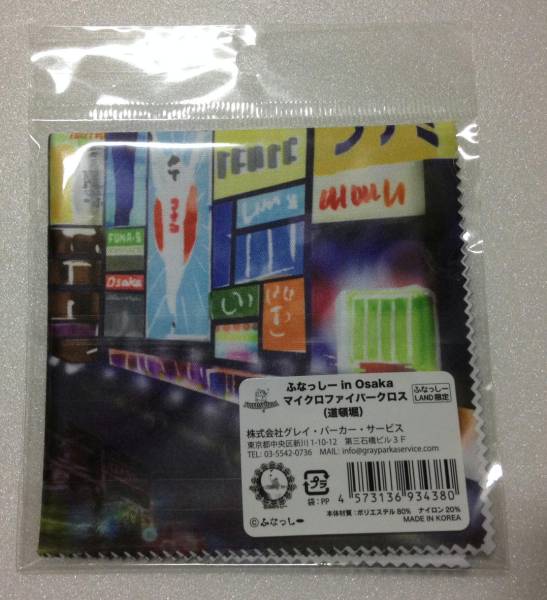 FUNA-S
Osaka
ふなっしー in Osaka
マイクロファイバークロス
(道頓堀)
ふなっしー
LAND限定
株式会社グレイ・パーカー・サービス
東京都中央区新川1-10-12 第三石橋ビル3F
TEL: 03-5542-0736 MAIL: info@grayparkaservice.com
プラ
袋:PP
4 573136 934380
本体材質:ポリエステル80% ナイロン20%
MADE IN KOREA
©ふなっしー